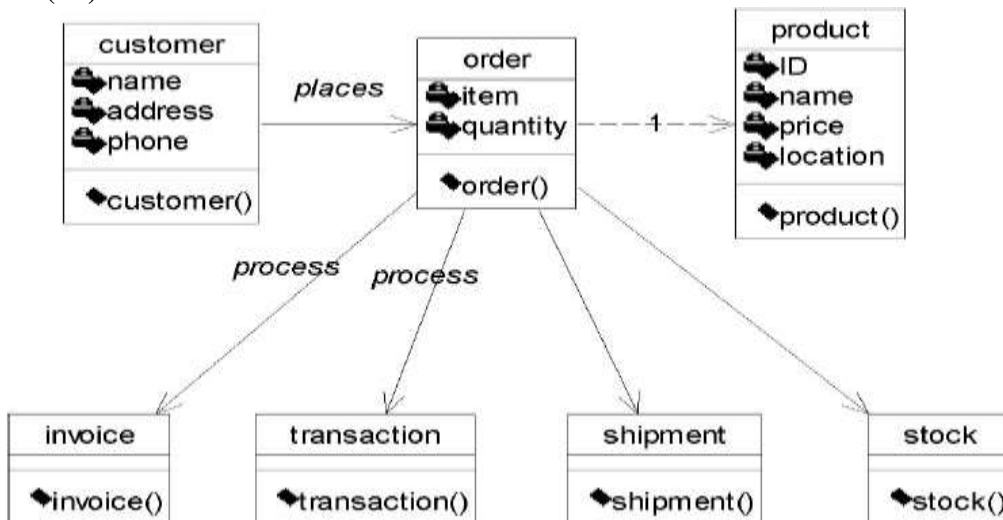 customer
name
address
phone
customer()
places
order
item
quantity
order()
1
product
ID
name
price
location
product()
process
process
invoice
invoice()
transaction
transaction()
shipment
shipment()
stock
stock()